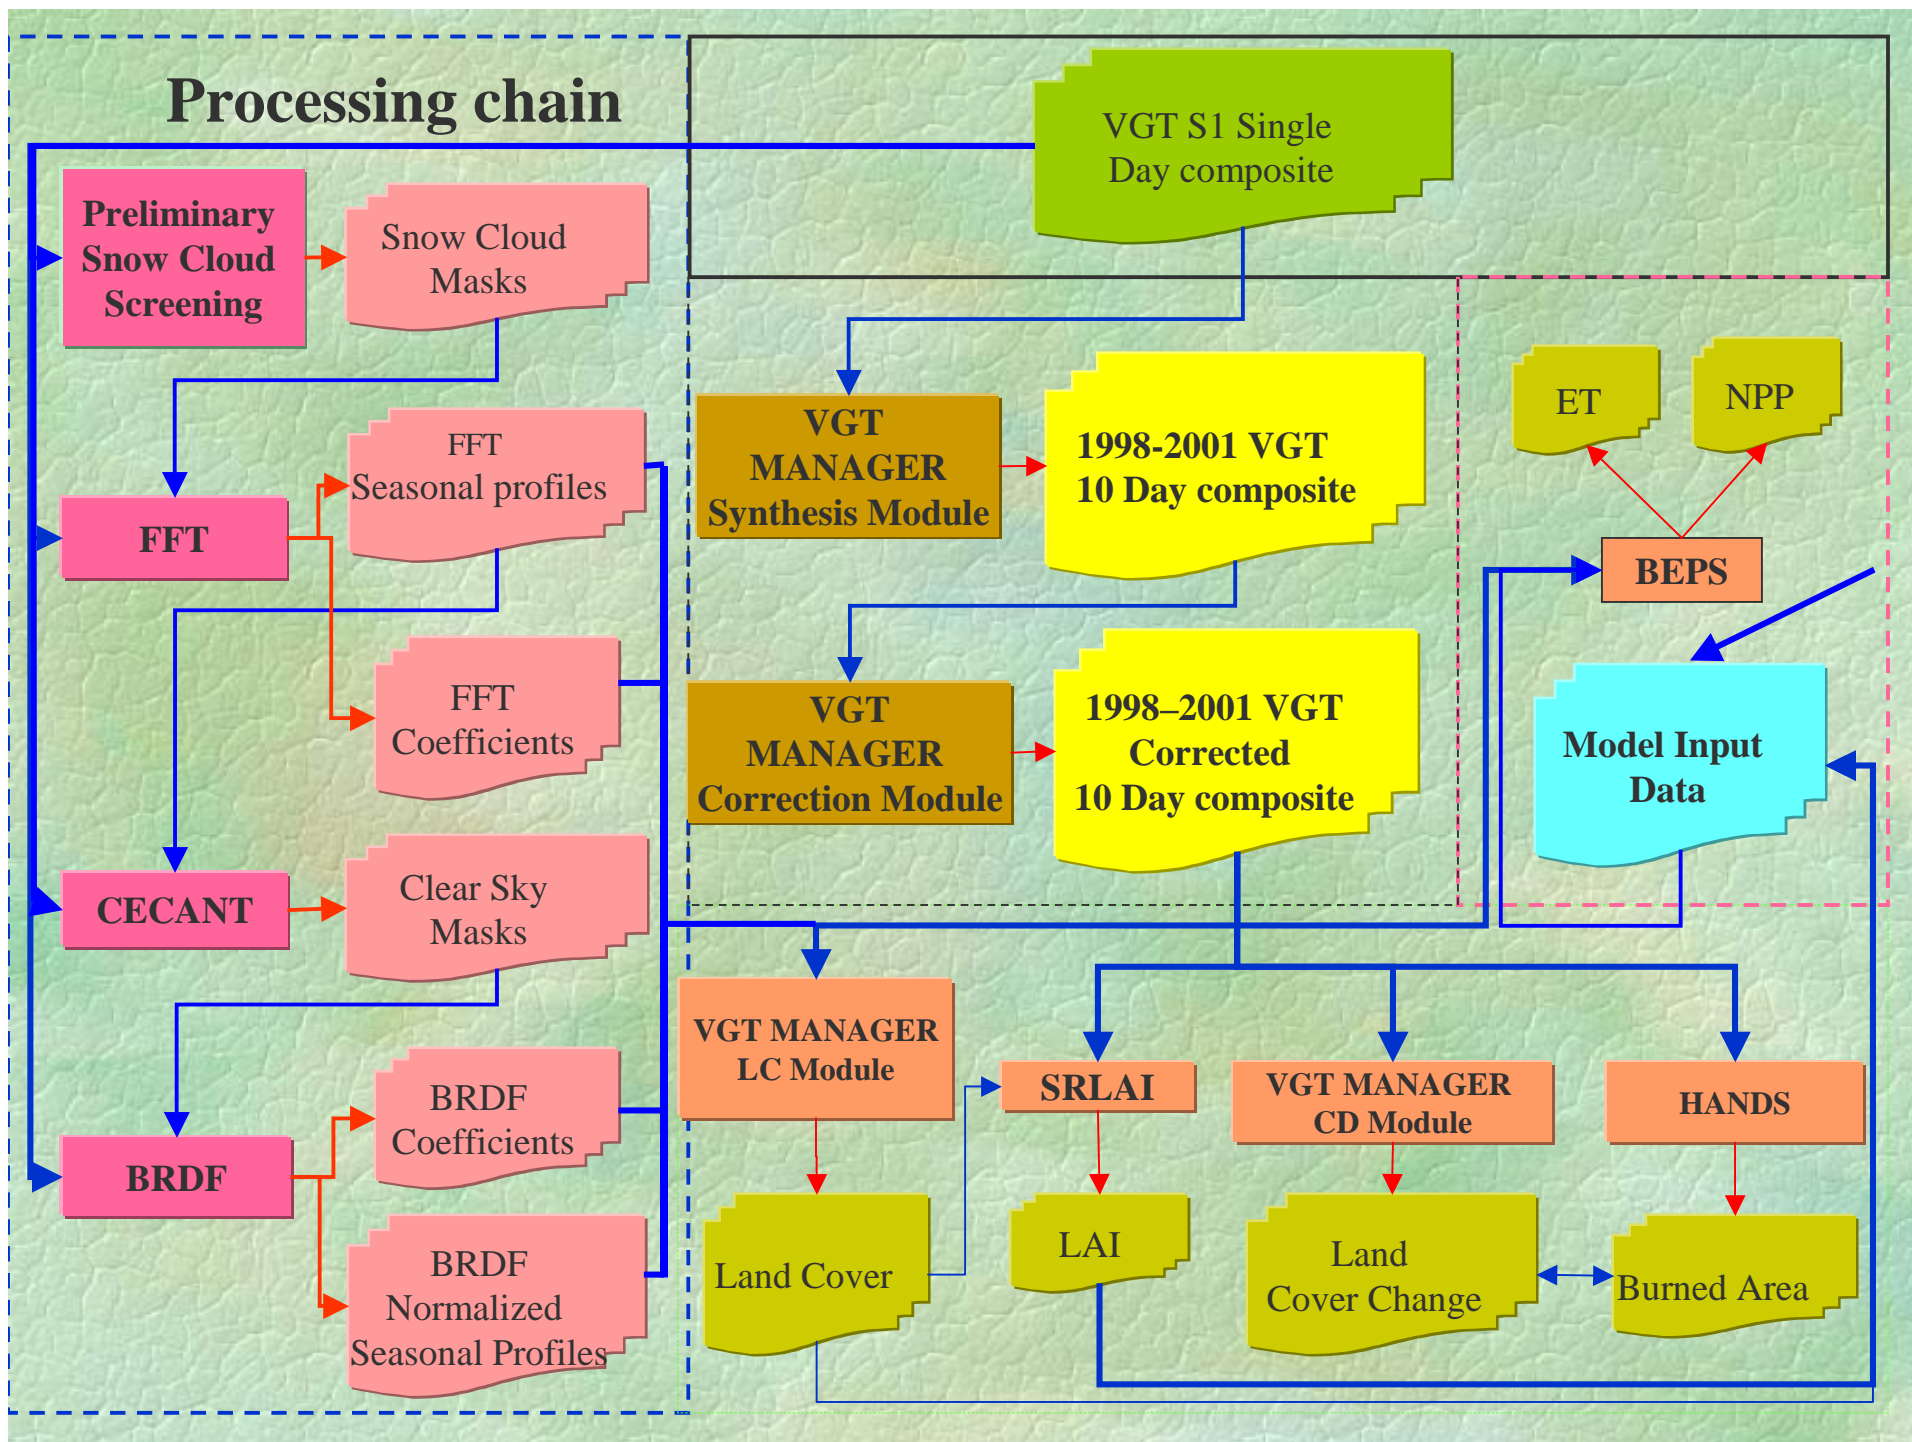 Processing chain
VGT S1 Single
Day composite
Preliminary
Snow Cloud
Screening
Snow Cloud
Masks
FFT
FFT
Seasonal profiles
FFT
Coefficients
CECANT
Clear Sky
Masks
BRDF
BRDF
Coefficients
BRDF
Normalized
Seasonal Profiles
VGT
MANAGER
Synthesis Module
1998-2001 VGT
10 Day composite
VGT
MANAGER
Correction Module
1998–2001 VGT
Corrected
10 Day composite
ET
NPP
BEPS
Model Input
Data
VGT MANAGER
LC Module
SRLAI
VGT MANAGER
CD Module
HANDS
Land Cover
LAI
Land
Cover Change
Burned Area